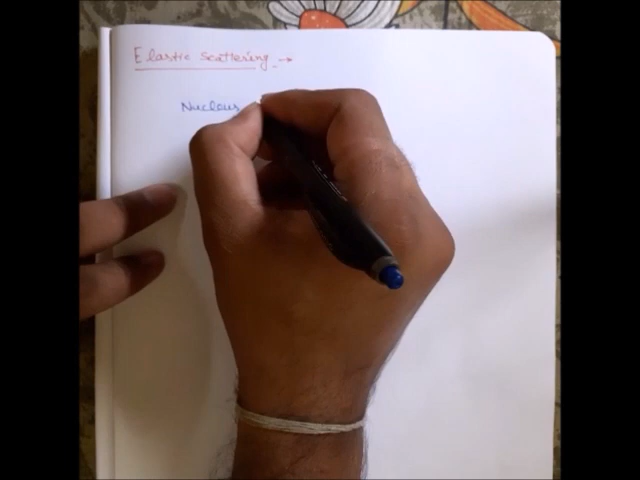 Elastic scattering →
Nucleus